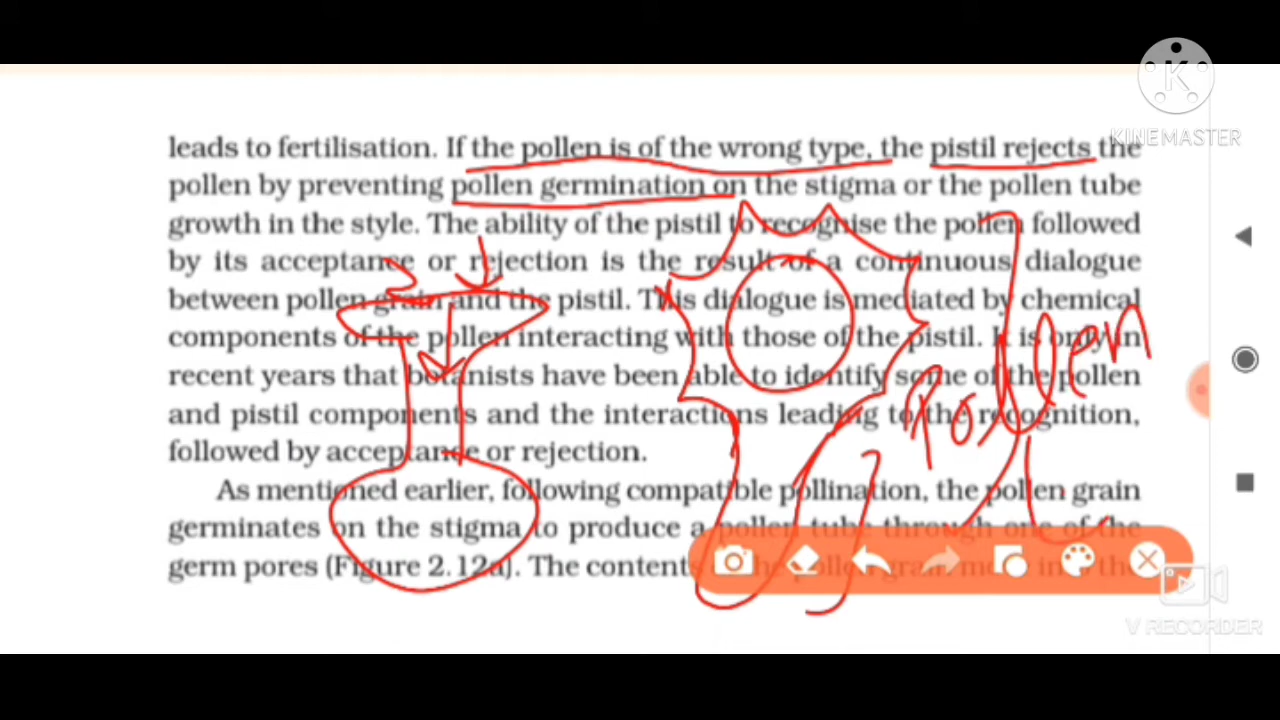 KINEMASTER
leads to fertilisation. If the pollen is of the wrong type, the pistil rejects the
pollen by preventing pollen germination on the stigma or the pollen tube
growth in the style. The ability of the pistil to recognise the pollen followed
by its acceptance or rejection is the result of a continuous dialogue
between pollen grain and the pistil. This dialogue is mediated by chemical
components of the pollen interacting with those of the pistil. It is only in
recent years that botanists have been able to identify some of the pollen
and pistil components and the interactions leading to the recognition,
followed by acceptance or rejection.
Pollen
As mentioned earlier, following compatible pollination, the pollen grain
germinates on the stigma to produce a pollen tube through one of the
germ pores (Figure 2.12a). The contents of the pollen grain move into the
V RECORDER